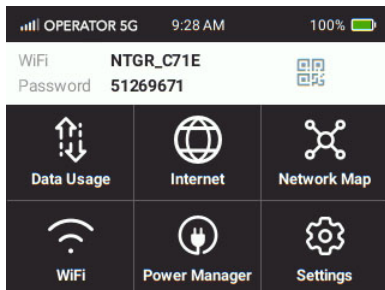 OPERATOR 5G 9:28 AM 100%
WiFi NTGR_C71E
Password 51269671
Data Usage Internet Network Map
WiFi Power Manager Settings